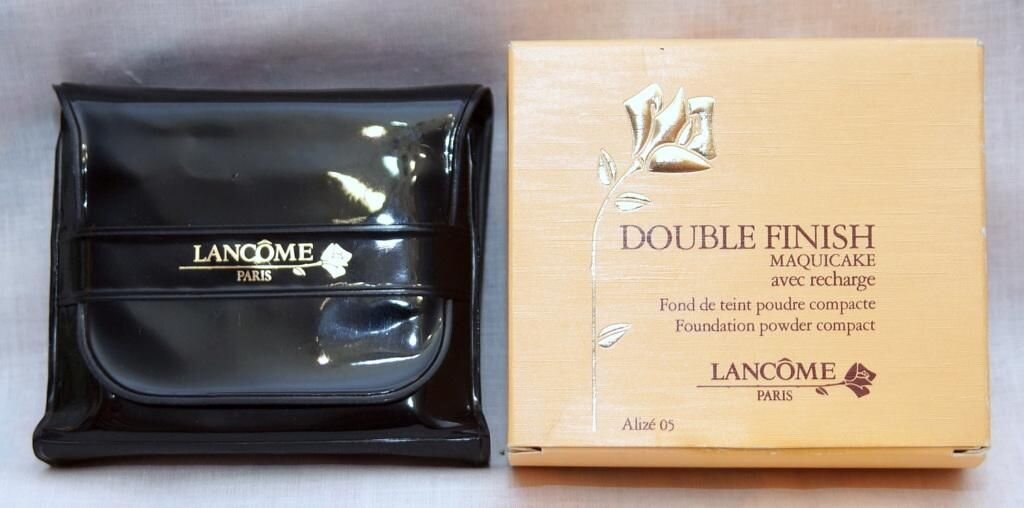 LANCÔME
PARIS
DOUBLE FINISH
MAQUICAKE
avec recharge
Fond de teint poudre compacte
Foundation powder compact
LANCÔME
PARIS
Alizé 05